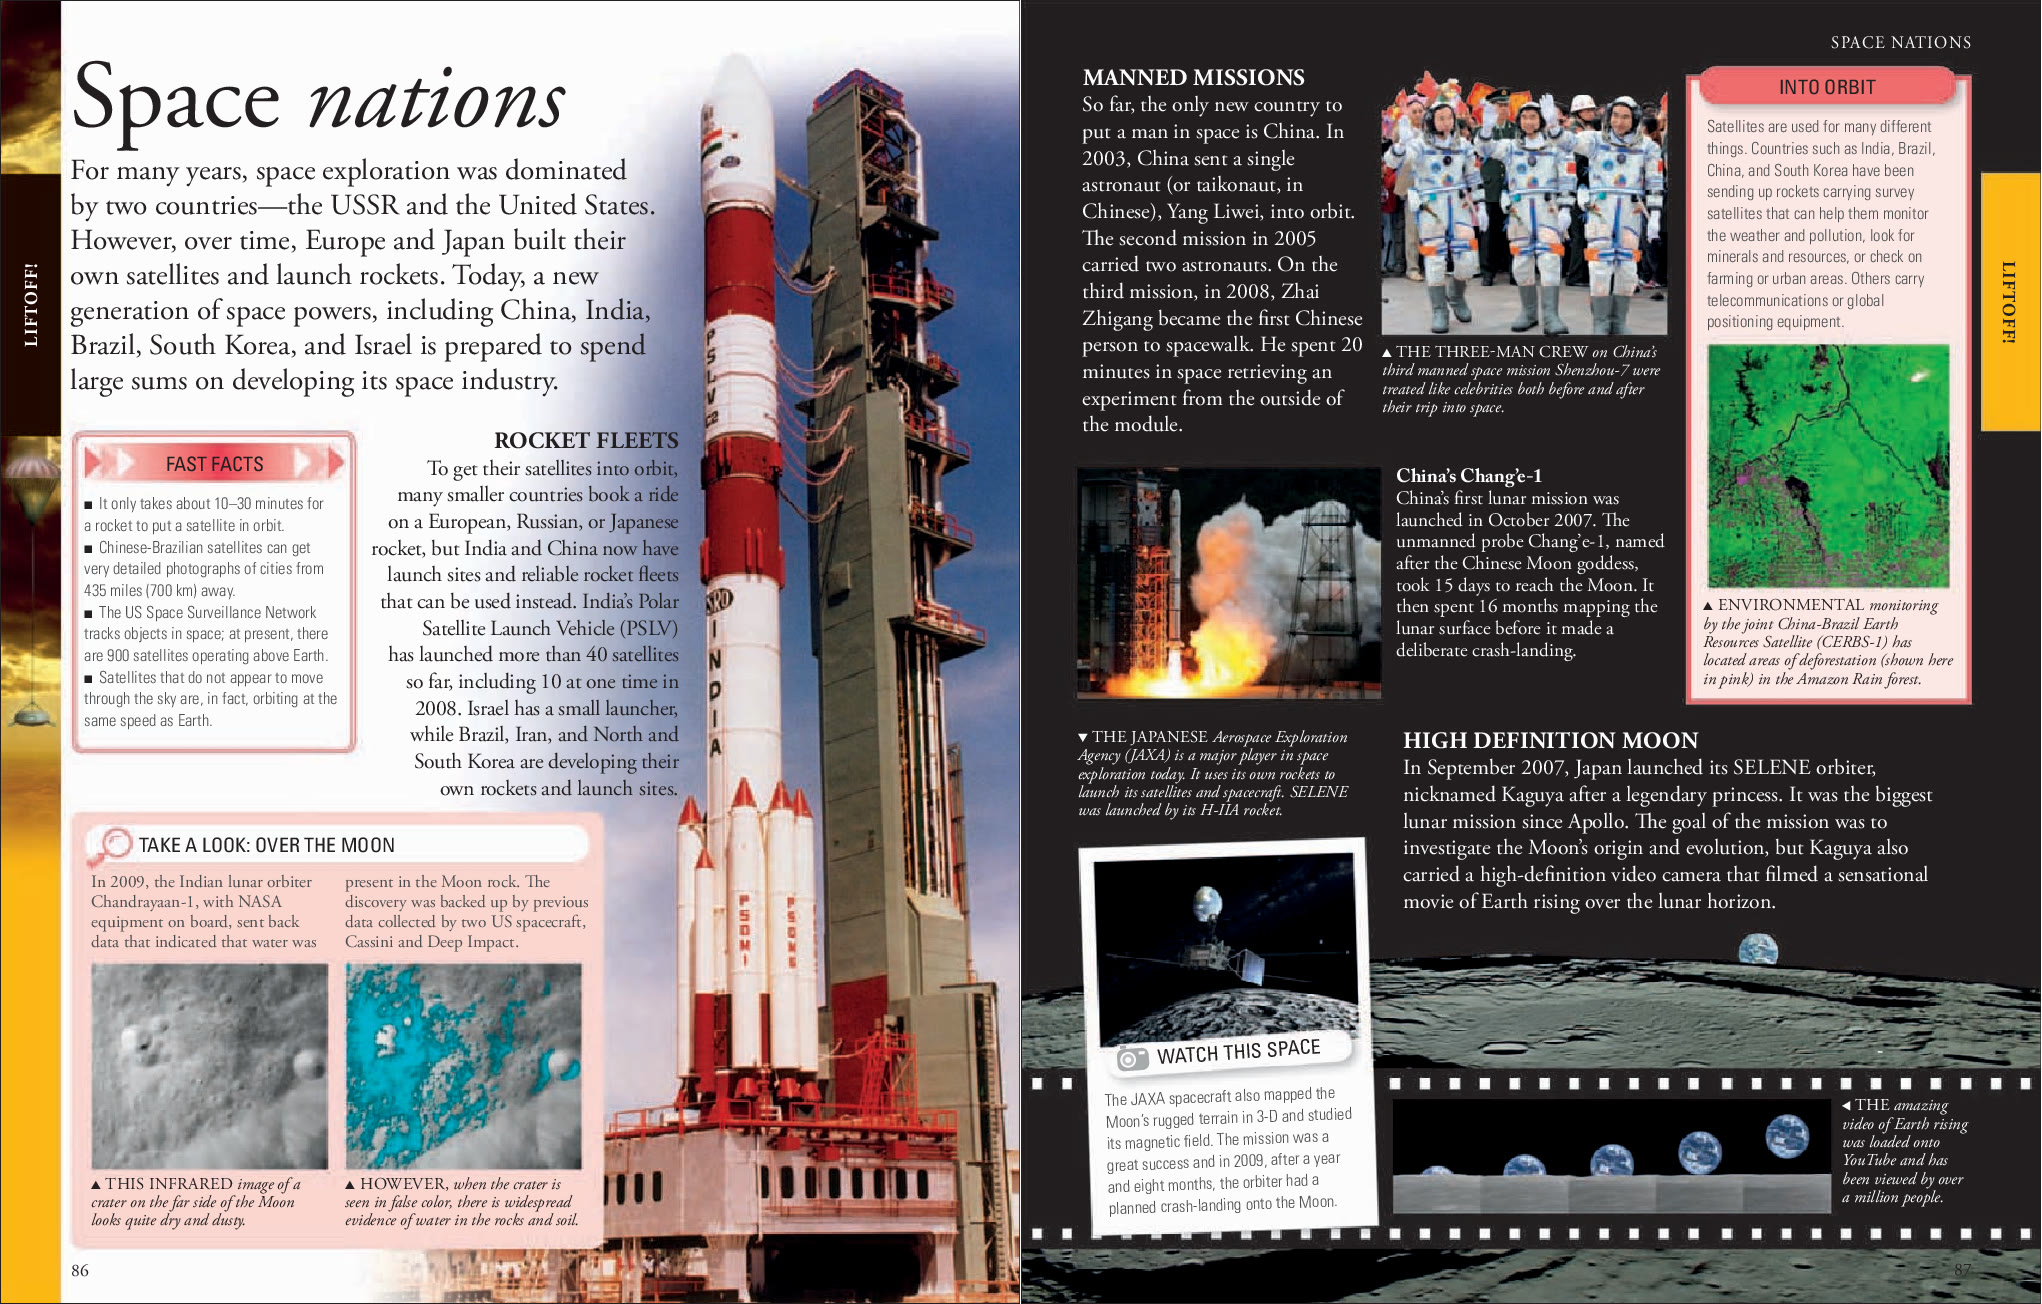 Space nations
For many years, space exploration was dominated
by two countries—the USSR and the United States.
However, over time, Europe and Japan built their
own satellites and launch rockets. Today, a new
generation of space powers, including China, India,
Brazil, South Korea, and Israel is prepared to spend
large sums on developing its space industry.
LIFTOFF!
FAST FACTS
■ It only takes about 10–30 minutes for
a rocket to put a satellite in orbit.
■ Chinese-Brazilian satellites can get
very detailed photographs of cities from
435 miles (700 km) away.
■ The US Space Surveillance Network
tracks objects in space; at present, there
are 900 satellites operating above Earth.
■ Satellites that do not appear to move
through the sky are, in fact, orbiting at the
same speed as Earth.
ROCKET FLEETS
To get their satellites into orbit,
many smaller countries book a ride
on a European, Russian, or Japanese
rocket, but India and China now have
launch sites and reliable rocket fleets
that can be used instead. India's Polar
Satellite Launch Vehicle (PSLV)
has launched more than 40 satellites
so far, including 10 at one time in
2008. Israel has a small launcher,
while Brazil, Iran, and North and
South Korea are developing their
own rockets and launch sites.
PSLV
C2
INDIA
PSOM
PSOM
TAKE A LOOK: OVER THE MOON
In 2009, the Indian lunar orbiter
Chandrayaan-1, with NASA
equipment on board, sent back
data that indicated that water was
present in the Moon rock. The
discovery was backed up by previous
data collected by two US spacecraft,
Cassini and Deep Impact.
▲ THIS INFRARED image of a
crater on the far side of the Moon
looks quite dry and dusty.
▲ HOWEVER, when the crater is
seen in false color, there is widespread
evidence of water in the rocks and soil.
86
SPACE NATIONS
MANNED MISSIONS
So far, the only new country to
put a man in space is China. In
2003, China sent a single
astronaut (or taikonaut, in
Chinese), Yang Liwei, into orbit.
The second mission in 2005
carried two astronauts. On the
third mission, in 2008, Zhai
Zhigang became the first Chinese
person to spacewalk. He spent 20
minutes in space retrieving an
experiment from the outside of
the module.
▲ THE THREE-MAN CREW on China's
third manned space mission Shenzhou-7 were
treated like celebrities both before and after
their trip into space.
INTO ORBIT
Satellites are used for many different
things. Countries such as India, Brazil,
China, and South Korea have been
sending up rockets carrying survey
satellites that can help them monitor
the weather and pollution, look for
minerals and resources, or check on
farming or urban areas. Others carry
telecommunications or global
positioning equipment.
▲ ENVIRONMENTAL monitoring
by the joint China-Brazil Earth
Resources Satellite (CERBS-1) has
located areas of deforestation (shown here
in pink) in the Amazon Rain forest.
LIFTOFF!
China's Chang'e-1
China's first lunar mission was
launched in October 2007. The
unmanned probe Chang'e-1, named
after the Chinese Moon goddess,
took 15 days to reach the Moon. It
then spent 16 months mapping the
lunar surface before it made a
deliberate crash-landing.
▼ THE JAPANESE Aerospace Exploration
Agency (JAXA) is a major player in space
exploration today. It uses its own rockets to
launch its satellites and spacecraft. SELENE
was launched by its H-IIA rocket.
HIGH DEFINITION MOON
In September 2007, Japan launched its SELENE orbiter,
nicknamed Kaguya after a legendary princess. It was the biggest
lunar mission since Apollo. The goal of the mission was to
investigate the Moon's origin and evolution, but Kaguya also
carried a high-definition video camera that filmed a sensational
movie of Earth rising over the lunar horizon.
WATCH THIS SPACE
The JAXA spacecraft also mapped the
Moon's rugged terrain in 3-D and studied
its magnetic field. The mission was a
great success and in 2009, after a year
and eight months, the orbiter had a
planned crash-landing onto the Moon.
◄ THE amazing
video of Earth rising
was loaded onto
YouTube and has
been viewed by over
a million people.
87